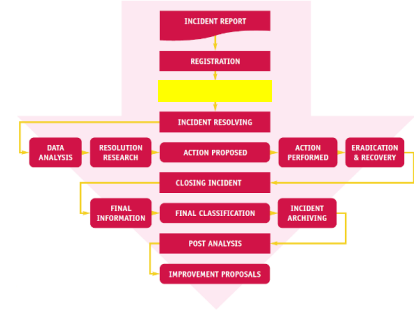 INCIDENT REPORT
REGISTRATION
INCIDENT RESOLVING
DATA
ANALYSIS
RESOLUTION
RESEARCH
ACTION PROPOSED
ACTION
PERFORMED
ERADICATION
& RECOVERY
CLOSING INCIDENT
FINAL
INFORMATION
FINAL CLASSIFICATION
INCIDENT
ARCHIVING
POST ANALYSIS
IMPROVEMENT PROPOSALS